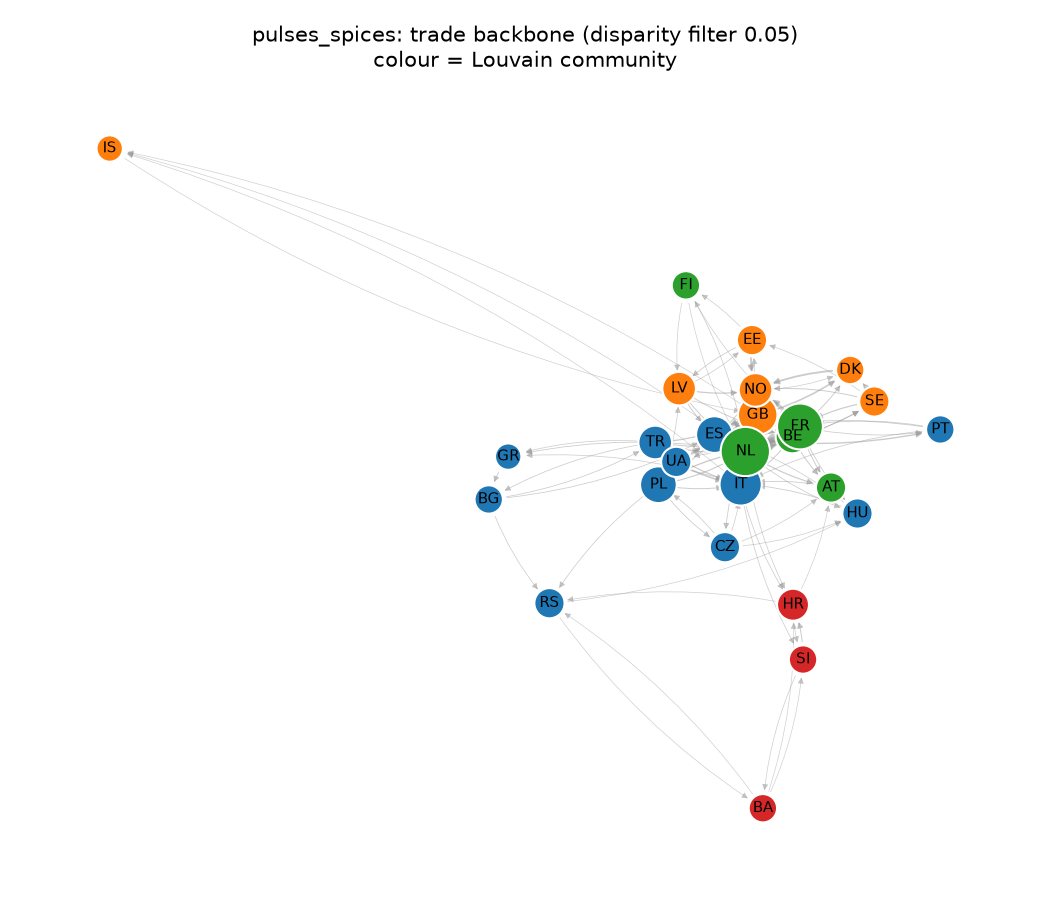 pulses_spices: trade backbone (disparity filter 0.05)
colour = Louvain community
IS
FI
EE
DK
LV
NO
SE
GB
FR
PT
ES
BE
TR
NL
GR
UA
PL
IT
AT
BG
HU
CZ
RS
HR
SI
BA